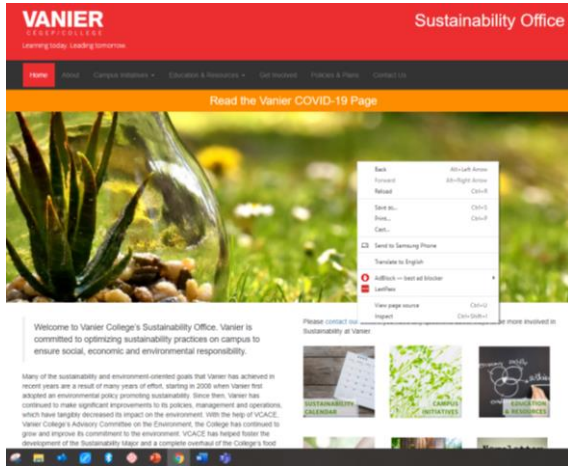 VANIER
CÉGEP/COLLEGE
Learning today. Leading tomorrow.
Sustainability Office
Home About Campus Initiatives Education & Resources Get Involved Policies & Plans Contact Us
Read the Vanier COVID-19 Page
Back Alt+Left Arrow
Forward Alt+Right Arrow
Reload Ctrl+R
Save as... Ctrl+S
Print... Ctrl+P
Cast...
Send to Samsung Phone
Translate to English
AdBlock — best ad blocker
LastPass
View page source Ctrl+U
Inspect Ctrl+Shift+I
Welcome to Vanier College's Sustainability Office. Vanier is
committed to optimizing sustainability practices on campus to
ensure social, economic and environmental responsibility.
Many of the sustainability and environment-oriented goals that Vanier has achieved in
recent years are a result of many years of effort, starting in 2008 when Vanier first
adopted an environmental policy promoting sustainability. Since them, Vanier has
continued to make significant improvements to its policies, management and operations,
which have tangibly decreased its impact on the environment. With the help of VCACE,
Vanier College's Advisory Committee on the Environment, the College has continued to
grow and improve its commitment to the environment. VCACE has helped foster the
development of the Sustainability Major and a complete overhaul of the College's food
Please contact our be more involved in
Sustainability at Vanier
SUSTAINABILITY
CALENDAR
CAMPUS
INITIATIVES
EDUCATION
& RESOURCES
Newsletter